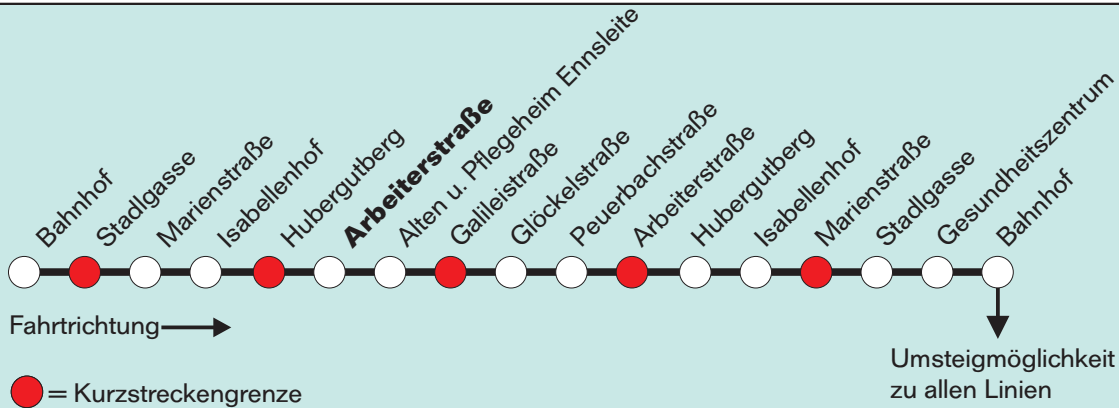 Bahnhof
Stadlgasse
Marienstraße
Isabellenhof
Hubergutberg
Arbeiterstraße
Alten u. Pflegeheim Ennsleite
Galileistraße
Glöckelstraße
Peuerbachstraße
Arbeiterstraße
Hubergutberg
Isabellenhof
Marienstraße
Stadlgasse
Gesundheitszentrum
Bahnhof
Fahrtrichtung
Umsteigmöglichkeit
zu allen Linien
= Kurzstreckengrenze